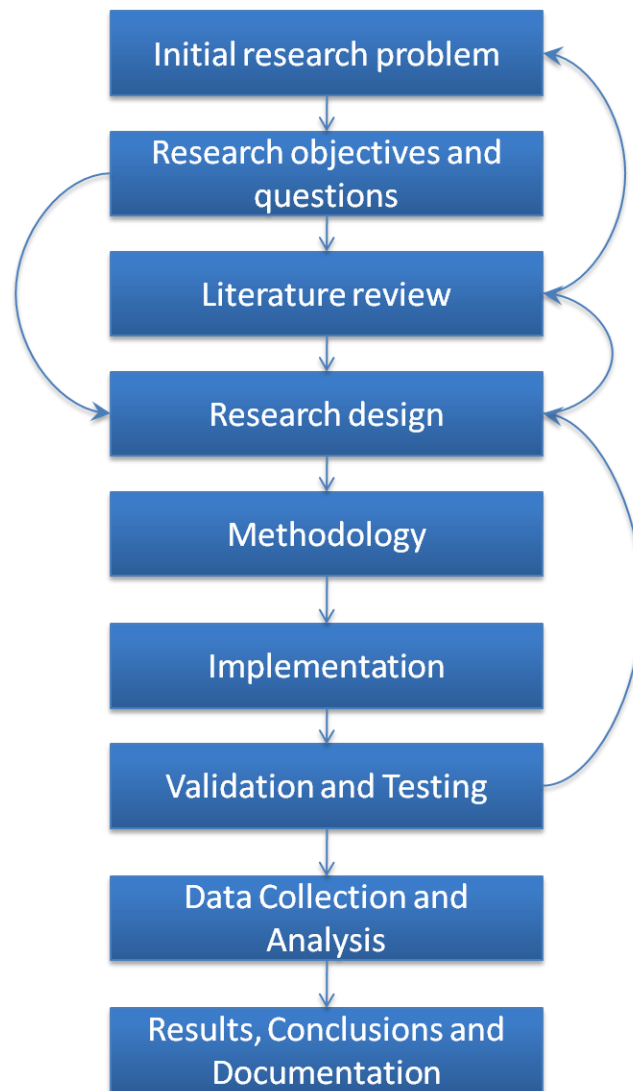 Initial research problem
Research objectives and
questions
Literature review
Research design
Methodology
Implementation
Validation and Testing
Data Collection and
Analysis
Results, Conclusions and
Documentation